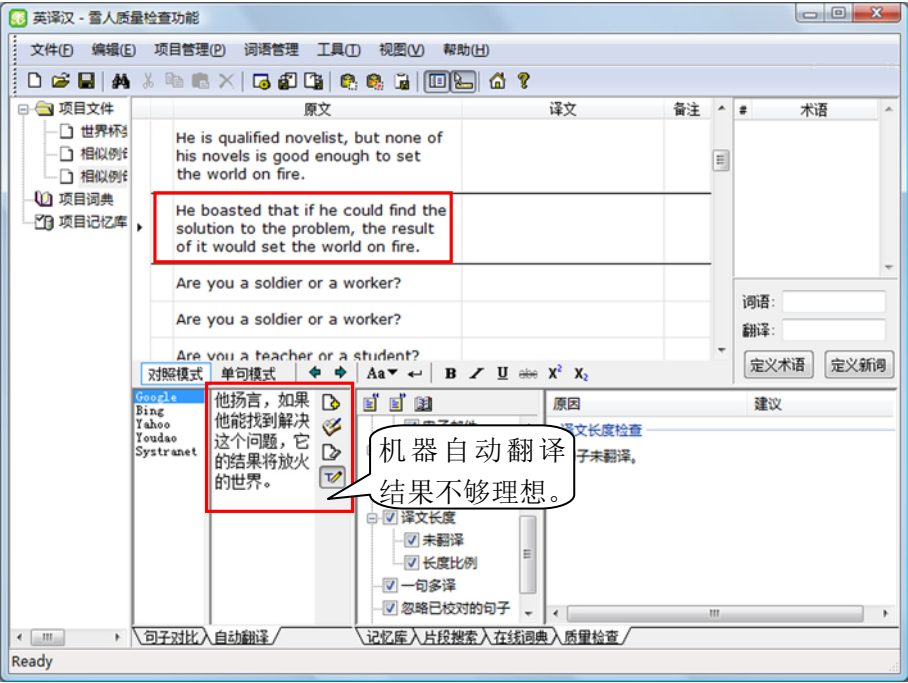 英译汉 - 雪人质量检查功能
文件(F) 编辑(E) 项目管理(P) 词语管理 工具(T) 视图(V) 帮助(H)
项目文件
世界杯
相似例
相似例
项目词典
项目记忆库
原文 译文 备注
He is qualified novelist, but none of
his novels is good enough to set
the world on fire.
He boasted that if he could find the
solution to the problem, the result
of it would set the world on fire.
Are you a soldier or a worker?
Are you a soldier or a worker?
Are you a teacher or a student?
# 术语
词语:
翻译:
定义术语 定义新词
对照模式 单句模式 Aa B I U abc X² X₂
Google
Bing
Yahoo
Youdao
Systranet
他扬言，如果
他能找到解决
这个问题，它
的结果将放火
的世界。
机器自动翻译
结果不够理想。
译文长度
未翻译
长度比例
一句多译
忽略已校对的句子
原因 建议
译文长度检查
子未翻译。
句子对比 自动翻译 记忆库 片段搜索 在线词典 质量检查
Ready